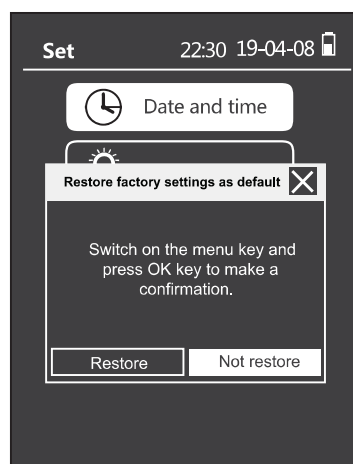 Set 22:30 19-04-08
Date and time
Restore factory settings as default
Switch on the menu key and
press OK key to make a
confirmation.
Restore Not restore